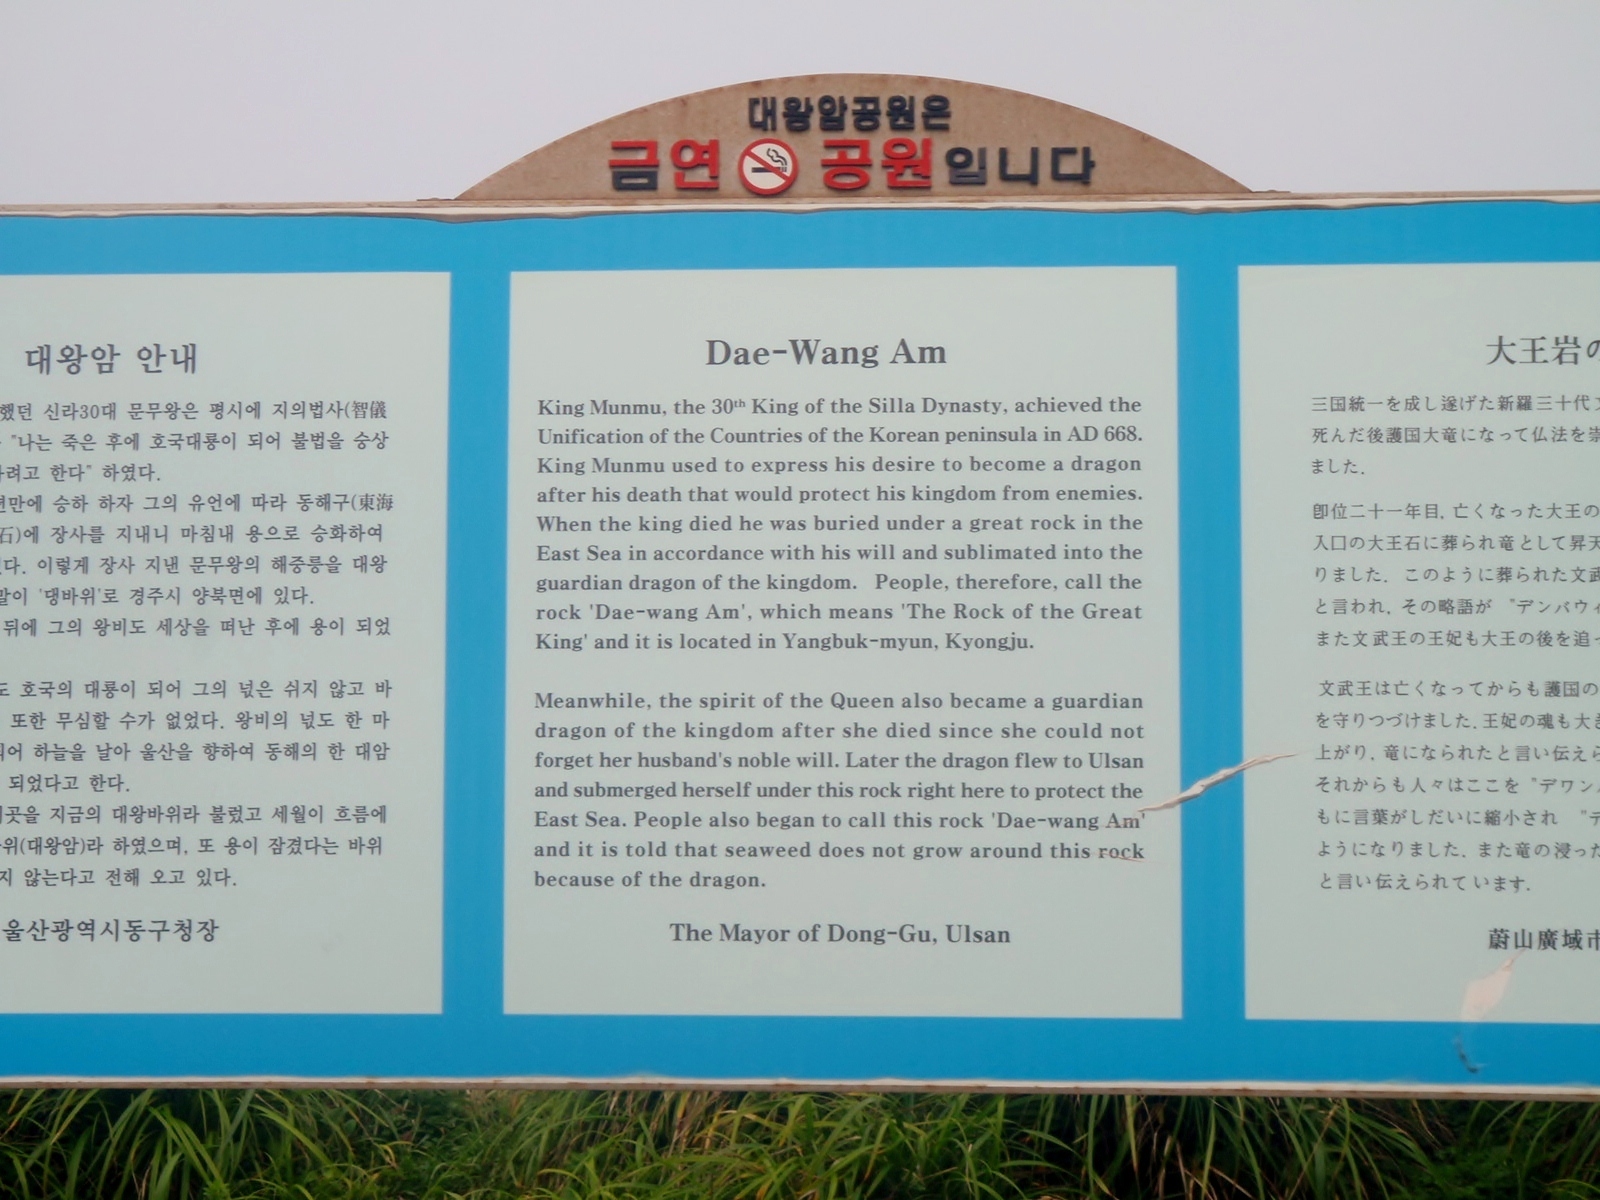 대왕암공원은
금연 공원입니다
대왕암 안내
했던 신라30대 문무왕은 평시에 지의법사(智儀
"나는 죽은 후에 호국대룡이 되어 불법을 숭상
려고 한다" 하였다.
만에 승하 하자 그의 유언에 따라 동해구(東海
石)에 장사를 지내니 마침내 용으로 승화하여
다. 이렇게 장사 지낸 문무왕의 해중릉을 대왕
말이 '댕바위'로 경주시 양북면에 있다.
뒤에 그의 왕비도 세상을 떠난 후에 용이 되었
도 호국의 대룡이 되어 그의 넋은 쉬지 않고 바
또한 무심할 수가 없었다. 왕비의 넋도 한 마
되어 하늘을 날아 울산을 향하여 동해의 한 대암
되었다고 한다.
이곳을 지금의 대왕바위라 불렀고 세월이 흐름에
바위(대왕암)라 하였으며, 또 용이 잠겼다는 바위
지 않는다고 전해 오고 있다.
울산광역시동구청장
Dae-Wang Am
King Munmu, the 30th King of the Silla Dynasty, achieved the
Unification of the Countries of the Korean peninsula in AD 668.
King Munmu used to express his desire to become a dragon
after his death that would protect his kingdom from enemies.
When the king died he was buried under a great rock in the
East Sea in accordance with his will and sublimated into the
guardian dragon of the kingdom. People, therefore, call the
rock 'Dae-wang Am', which means 'The Rock of the Great
King' and it is located in Yangbuk-myun, Kyongju.
Meanwhile, the spirit of the Queen also became a guardian
dragon of the kingdom after she died since she could not
forget her husband's noble will. Later the dragon flew to Ulsan
and submerged herself under this rock right here to protect the
East Sea. People also began to call this rock 'Dae-wang Am'
and it is told that seaweed does not grow around this rock
because of the dragon.
The Mayor of Dong-Gu, Ulsan
大王岩の
三国統一を成し遂げた新羅三十代
死んだ後護国大竜になって仏法を崇
ました.
卽位二十一年目, 亡くなった大王の
入口の大王石に葬られ竜として昇天
りました. このように葬られた文武
と言われ, その略語が "デンバウィ
また文武王の王妃も大王の後を追っ
文武王は亡くなってからも護国の
を守りつづけました. 王妃の魂も大き
上がり, 竜になられたと言い伝えら
それからも人々はここを "デワン
もに言葉がしだいに縮小され "デ
ようになりました. また竜の浸った
と言い伝えられています.
蔚山廣域市